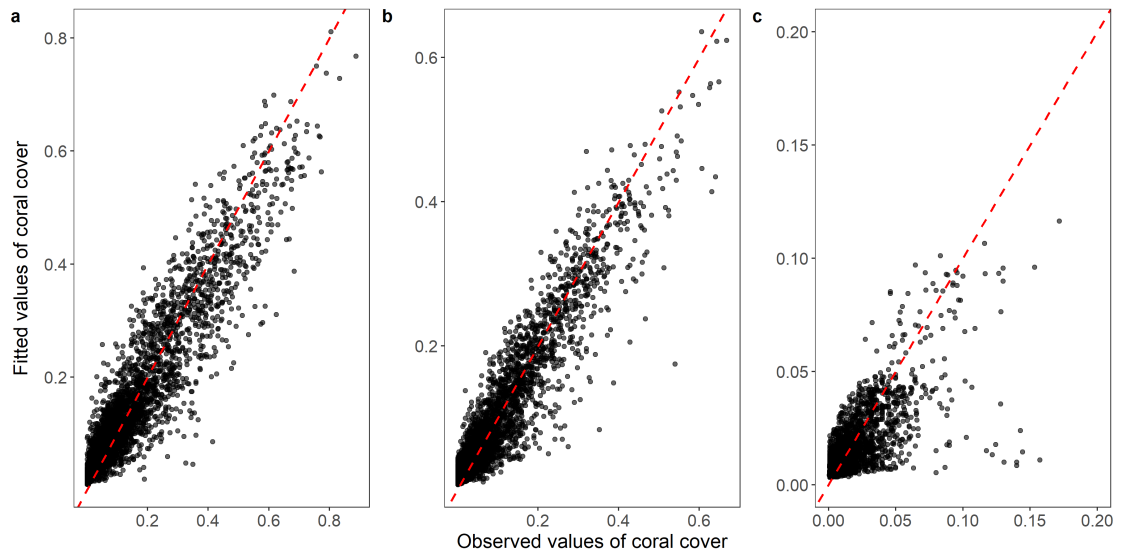 a
b
c
Fitted values of coral cover
0.8
0.6
0.4
0.2
0.6
0.4
0.2
0.20
0.15
0.10
0.05
0.00
0.2 0.4 0.6 0.8
0.2 0.4 0.6
0.00 0.05 0.10 0.15 0.20
Observed values of coral cover